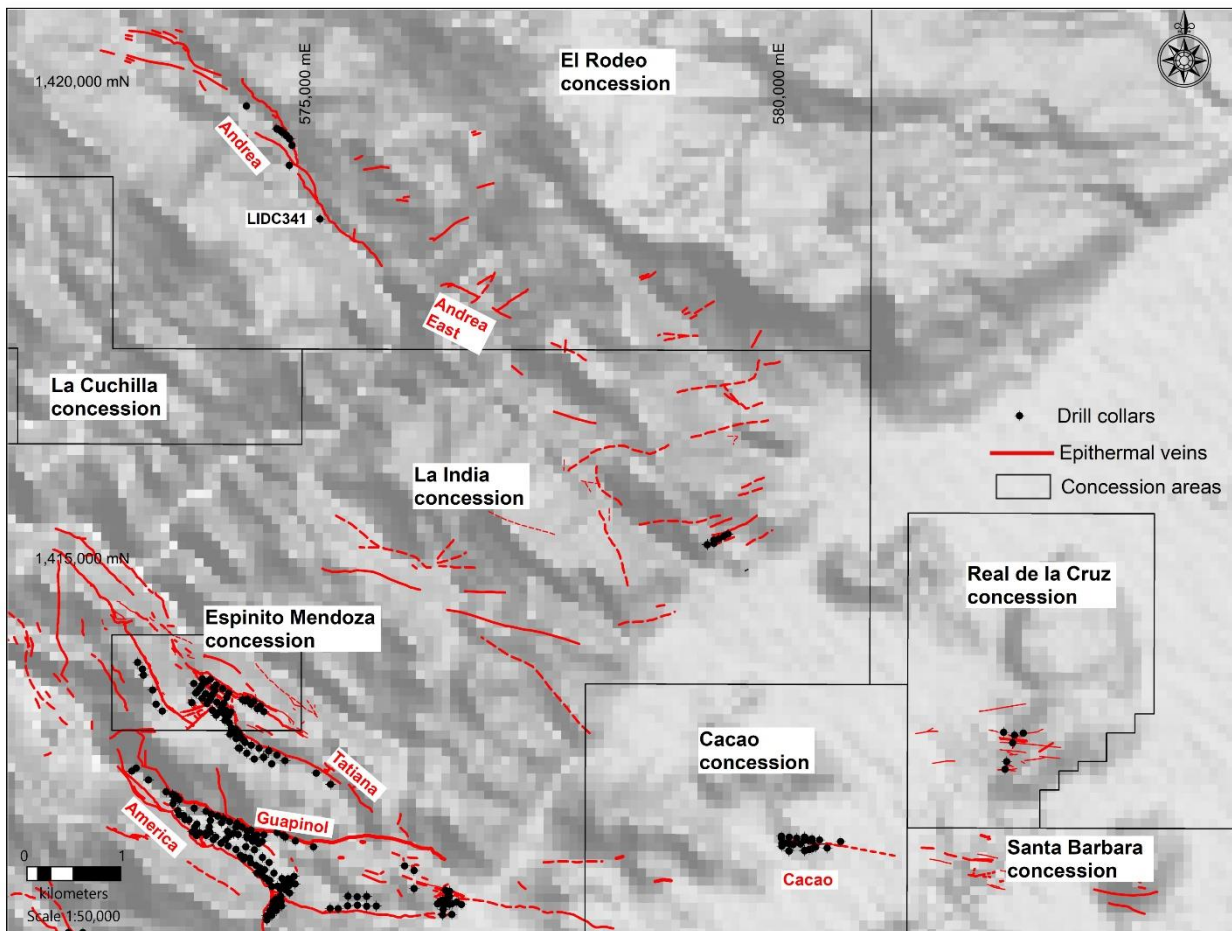 El Rodeo
concession
1,420,000 mN
575,000 mE
580,000 mE
Andrea
LIDC341
Andrea
East
La Cuchilla
concession
La India
concession
Drill collars
Epithermal veins
Concession areas
1,415,000 mN
Espinito Mendoza
concession
Real de la Cruz
concession
Cacao
concession
Tatiana
Guapinol
America
Cacao
Santa Barbara
concession
0 1
kilometers
Scale 1:50,000